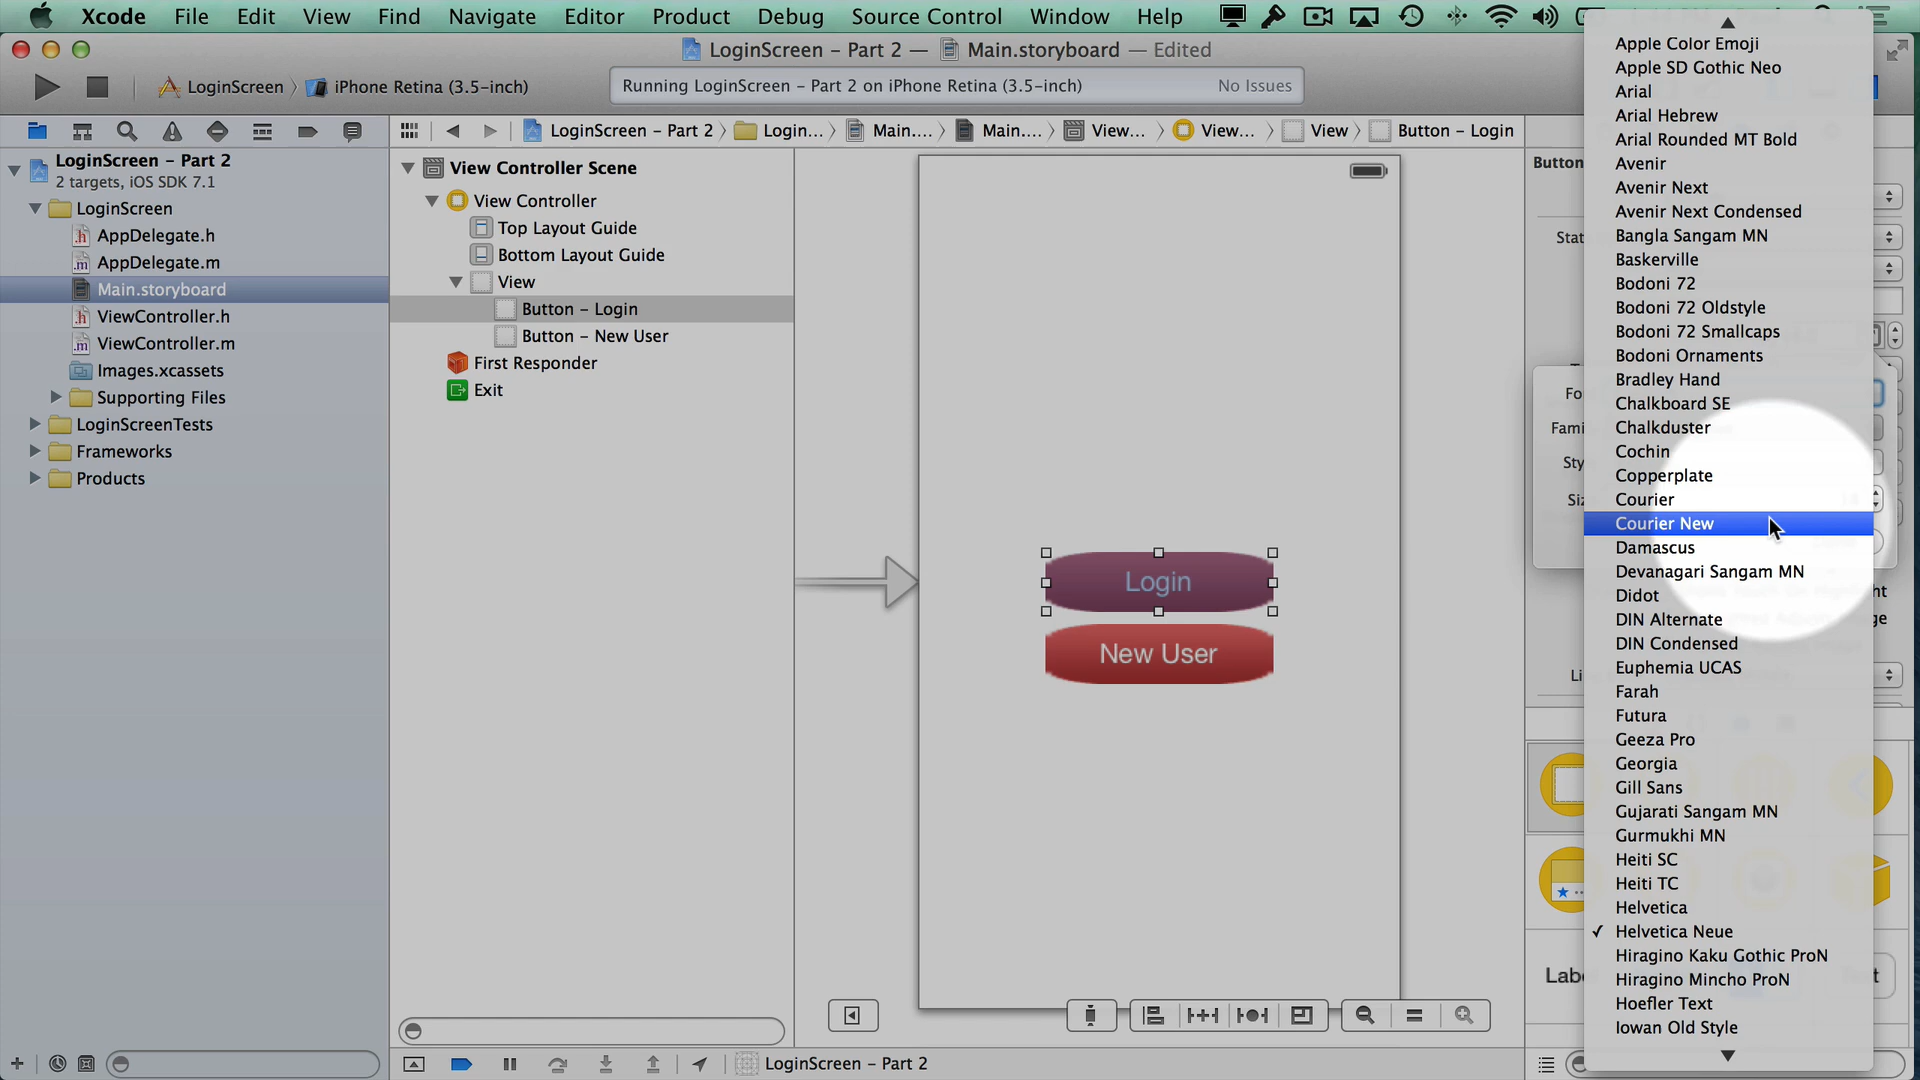 Xcode File Edit View Find Navigate Editor Product Debug Source Control Window Help
LoginScreen – Part 2 — Main.storyboard — Edited
LoginScreen iPhone Retina (3.5-inch)
Running LoginScreen – Part 2 on iPhone Retina (3.5-inch) No Issues
LoginScreen – Part 2 Login... Main.... Main.... View... View... View Button – Login
LoginScreen – Part 2
2 targets, iOS SDK 7.1
LoginScreen
AppDelegate.h
AppDelegate.m
Main.storyboard
ViewController.h
ViewController.m
Images.xcassets
Supporting Files
LoginScreenTests
Frameworks
Products
View Controller Scene
View Controller
Top Layout Guide
Bottom Layout Guide
View
Button – Login
Button – New User
First Responder
Exit
Login
New User
LoginScreen – Part 2
Button
Stat
Fo
Fami
Sty
Siz
Li
Lab
Apple Color Emoji
Apple SD Gothic Neo
Arial
Arial Hebrew
Arial Rounded MT Bold
Avenir
Avenir Next
Avenir Next Condensed
Bangla Sangam MN
Baskerville
Bodoni 72
Bodoni 72 Oldstyle
Bodoni 72 Smallcaps
Bodoni Ornaments
Bradley Hand
Chalkboard SE
Chalkduster
Cochin
Copperplate
Courier
Courier New
Damascus
Devanagari Sangam MN
Didot
DIN Alternate
DIN Condensed
Euphemia UCAS
Farah
Futura
Geeza Pro
Georgia
Gill Sans
Gujarati Sangam MN
Gurmukhi MN
Heiti SC
Heiti TC
Helvetica
Helvetica Neue
Hiragino Kaku Gothic ProN
Hiragino Mincho ProN
Hoefler Text
Iowan Old Style